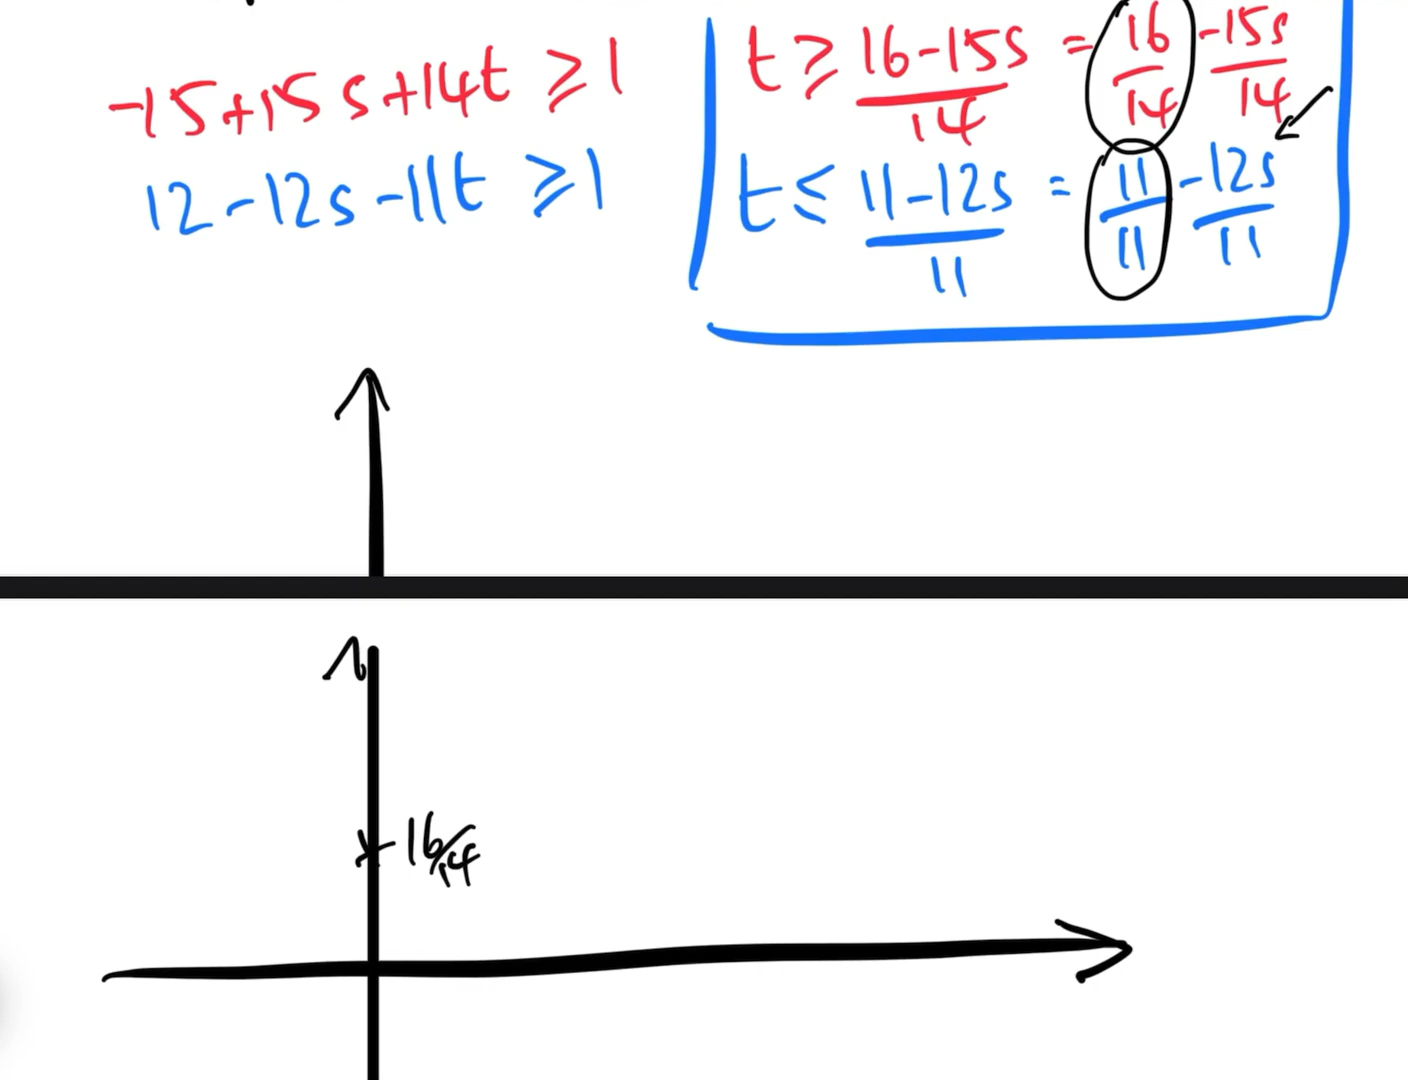 -15+15s+14t ≥ 1
t ≥ 16-15s/14 = 16/14 - 15s/14
12-12s-11t ≥ 1
t ≤ 11-12s/11 = 11/11 - 12s/11
16/14